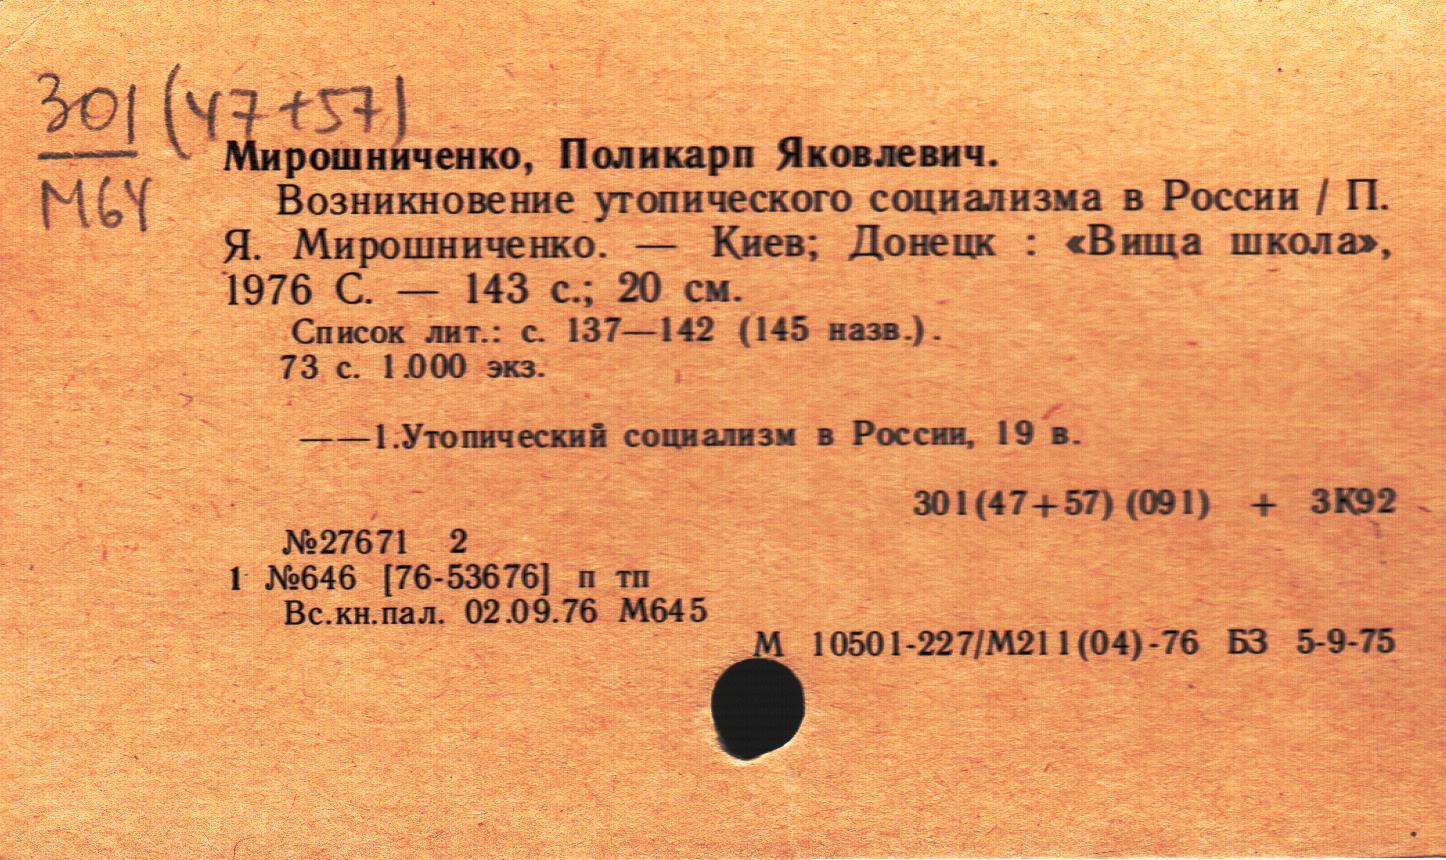 301 (47+57)
М64
Мирошниченко, Поликарп Яковлевич.
Возникновение утопического социализма в России / П.
Я. Мирошниченко. — Киев; Донецк : «Вища школа»,
1976 С. — 143 с.; 20 см.
Список лит.: с. 137—142 (145 назв.).
73 с. 1.000 экз.
——1.Утопический социализм в России, 19 в.
301(47+57) (091) + 3К92
№27671 2
1 №646 [76-53676] п тп
Вс.кн.пал. 02.09.76 М645
М 10501-227/М211(04)-76 БЗ 5-9-75